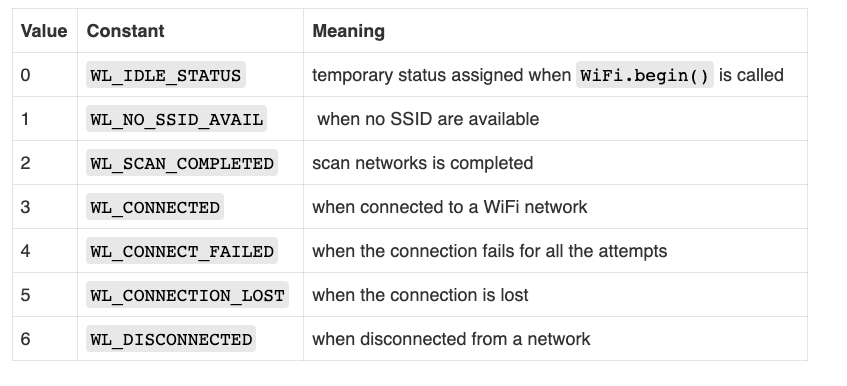 Value Constant Meaning
0 WL_IDLE_STATUS temporary status assigned when WiFi.begin() is called
1 WL_NO_SSID_AVAIL when no SSID are available
2 WL_SCAN_COMPLETED scan networks is completed
3 WL_CONNECTED when connected to a WiFi network
4 WL_CONNECT_FAILED when the connection fails for all the attempts
5 WL_CONNECTION_LOST when the connection is lost
6 WL_DISCONNECTED when disconnected from a network